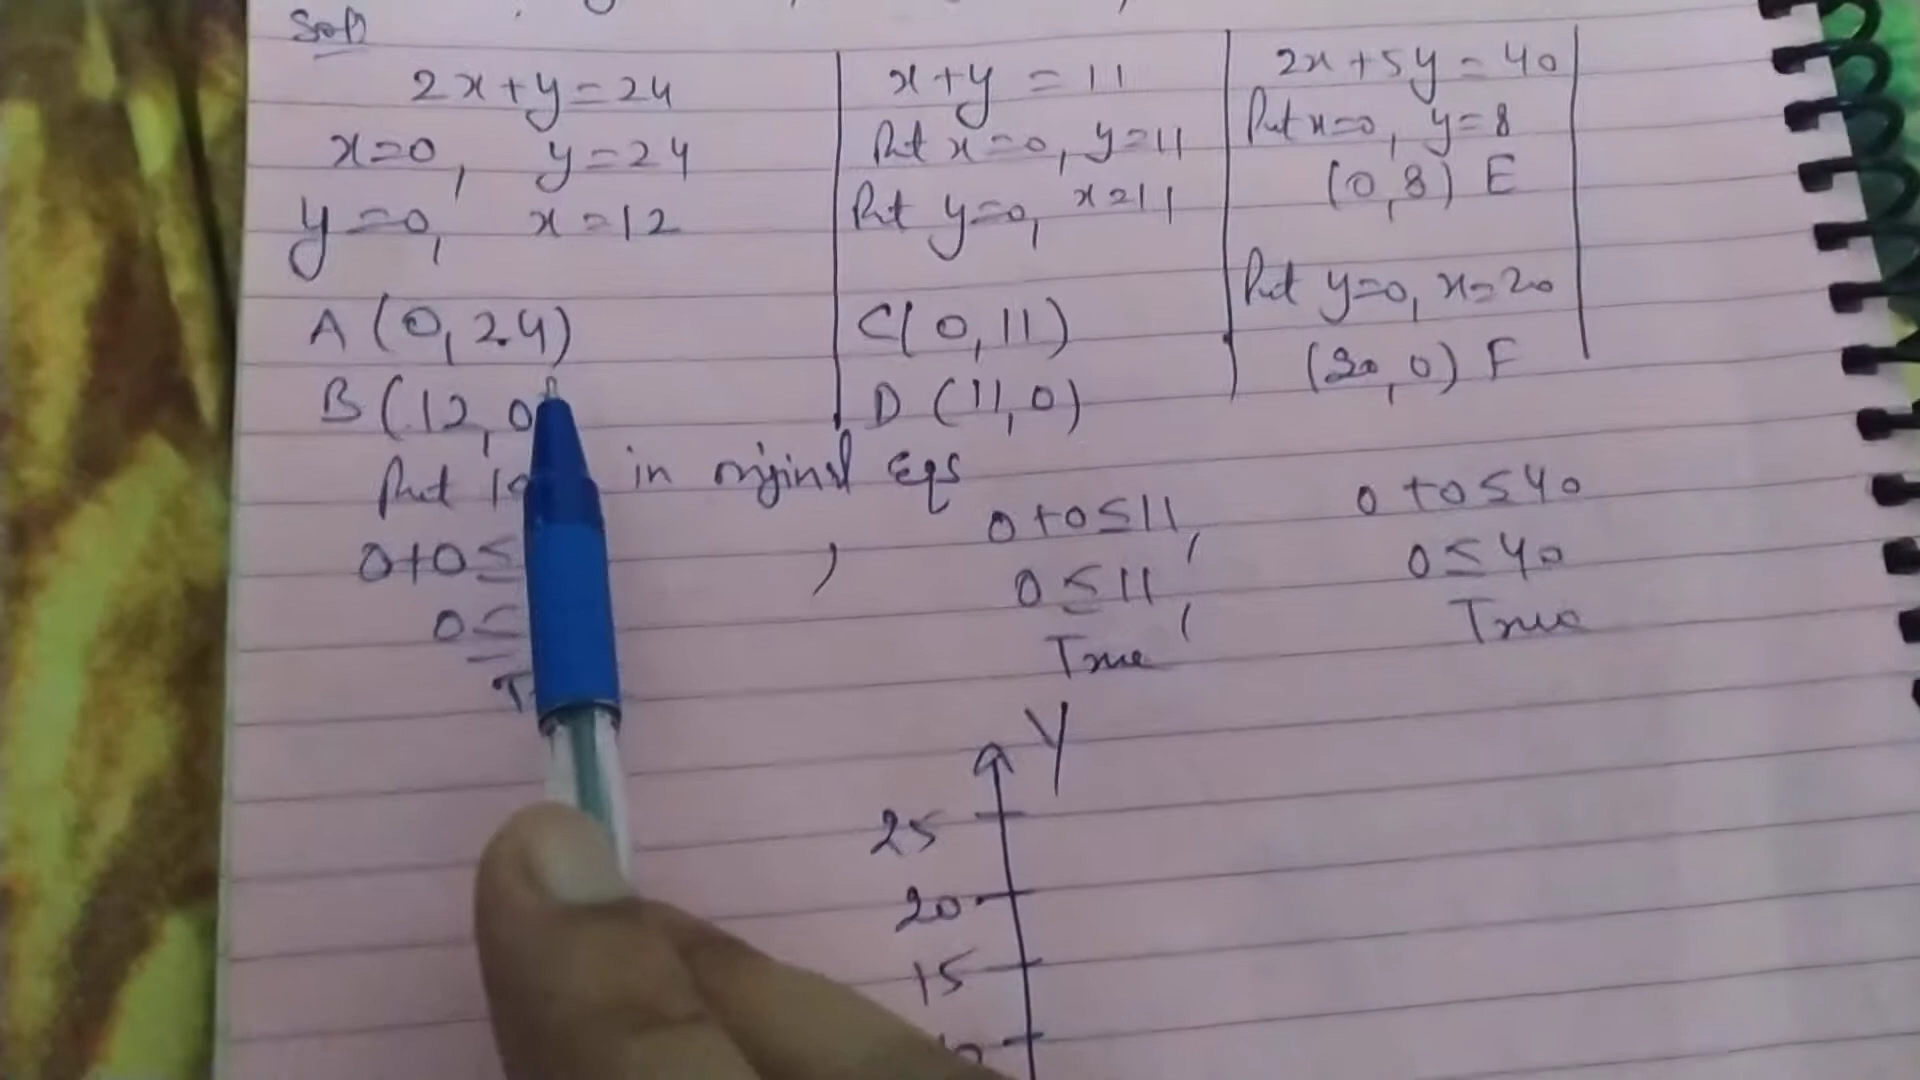 Soln
2x+y=24
x=0, y=24
y=0, x=12
A (0, 24)
B (12, 0
x+y = 11
Put x=0, y=11
Put y=0, x=11
C( 0, 11)
D (11, 0)
2x+5y=40
Put x=0, y=8
(0, 8) E
Put y=0, x=20
(20, 0) F
Put in original Eqs
0+0≤
0≤
,
0+0≤11,
0≤11,
True
0+0≤40
0≤40
True
Y
25
20
15